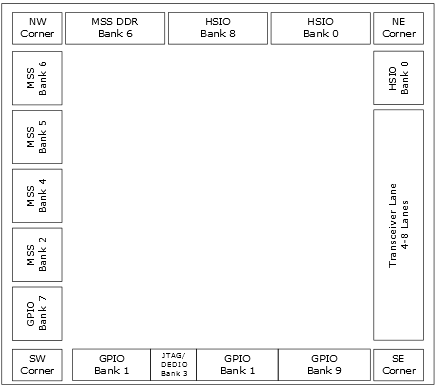 NW
Corner
MSS DDR
Bank 6
HSIO
Bank 8
HSIO
Bank 0
NE
Corner
MSS
Bank 6
HSIO
Bank 0
MSS
Bank 5
MSS
Bank 4
MSS
Bank 2
GPIO
Bank 7
Transceiver Lane
4-8 Lanes
SW
Corner
GPIO
Bank 1
JTAG/
DEDIO
Bank 3
GPIO
Bank 1
GPIO
Bank 9
SE
Corner